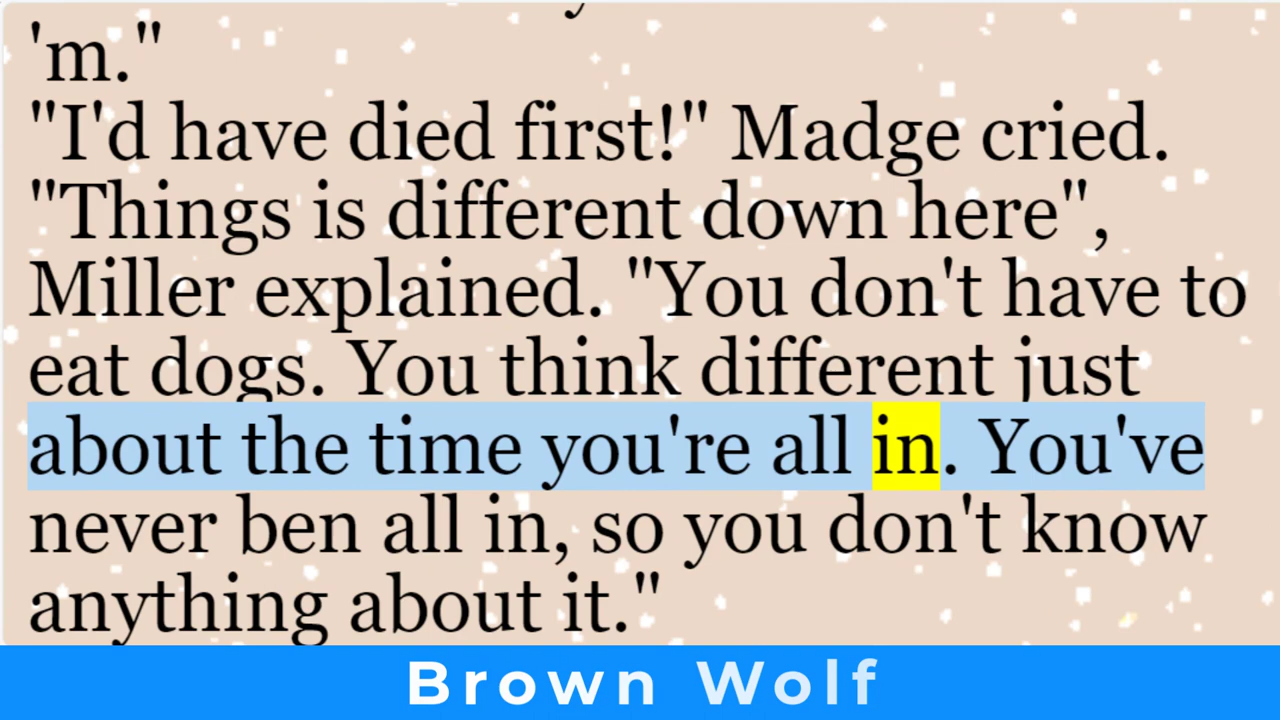 'm."
"I'd have died first!" Madge cried.
"Things is different down here",
Miller explained. "You don't have to
eat dogs. You think different just
about the time you're all in. You've
never ben all in, so you don't know
anything about it."
Brown Wolf